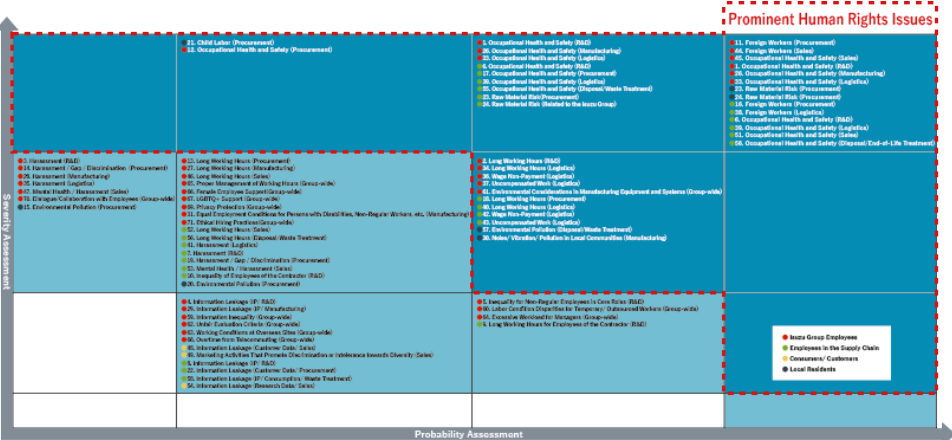 Prominent Human Rights Issues
21. Child Labor (Procurement)
12. Occupational Health and Safety (Procurement)
1. Occupational Health and Safety (R&D)
26. Occupational Health and Safety (Manufacturing)
33. Occupational Health and Safety (Logistics)
6. Occupational Health and Safety (R&D)
17. Occupational Health and Safety (Procurement)
39. Occupational Health and Safety (Logistics)
55. Occupational Health and Safety (Disposal/Waste Treatment)
23. Raw Material Risk(Procurement)
24. Raw Material Risk (Related to the Isuzu Group)
11. Foreign Workers (Procurement)
44. Foreign Workers (Sales)
45. Occupational Health and Safety (Sales)
1. Occupational Health and Safety (R&D)
26. Occupational Health and Safety (Manufacturing)
33. Occupational Health and Safety (Logistics)
23. Raw Material Risk (Procurement)
24. Raw Material Risk (Procurement)
16. Foreign Workers (Procurement)
38. Foreign Workers (Logistics)
6. Occupational Health and Safety (R&D)
39. Occupational Health and Safety (Logistics)
51. Occupational Health and Safety (Sales)
56. Occupational Health and Safety (Disposal/End-of-Life Treatment)
Severity Assessment
3. Harassment (R&D)
14. Harassment / Gap / Discrimination (Procurement)
28. Harassment (Manufacturing)
35. Harassment (Logistics)
47. Mental Health / Harassment (Sales)
70. Dialogue/Collaboration with Employees (Group-wide)
15. Environmental Pollution (Procurement)
13. Long Working Hours (Procurement)
27. Long Working Hours (Manufacturing)
46. Long Working Hours (Sales)
65. Proper Management of Working Hours (Group-wide)
66. Female Employee Support(Group-wide)
67. LGBTQ+ Support (Group-wide)
69. Privacy Protection (Group-wide)
31. Equal Employment Conditions for Persons with Disabilities, Non-Regular Workers, etc. (Manufacturing)
71. Ethical Hiring Practices(Group-wide)
52. Long Working Hours (Sales)
56. Long Working Hours (Disposal/Waste Treatment)
41. Harassment (Logistics)
7. Harassment (R&D)
19. Harassment / Gap / Discrimination (Procurement)
53. Mental Health / Harassment (Sales)
10. Inequality of Employees of the Contractor (R&D)
20. Environmental Pollution (Procurement)
2. Long Working Hours (R&D)
34. Long Working Hours (Logistics)
36. Wage Non-Payment (Logistics)
37. Uncompensated Work (Logistics)
61. Environmental Considerations in Manufacturing Equipment and Systems (Group-wide)
18. Long Working Hours (Procurement)
40. Long Working Hours (Logistics)
42. Wage Non-Payment (Logistics)
43. Uncompensated Work (Logistics)
57. Environmental Pollution (Disposal/Waste Treatment)
30. Noise/ Vibration/ Pollution in Local Communities (Manufacturing)
4. Information Leakage (IP/ R&D)
29. Information Leakage (IP/ Manufacturing)
59. Information Inequality (Group-wide)
62. Unfair Evaluation Criteria (Group-wide)
63. Working Conditions at Overseas Sites (Group-wide)
68. Overtime from Telecommuting (Group-wide)
48. Information Leakage (Customer Data/ Sales)
49. Marketing Activities That Promote Discrimination or Intolerance towards Diversity (Sales)
8. Information Leakage (IP/ R&D)
22. Information Leakage (Customer Data/ Procurement)
58. Information Leakage (IP/ Consumption/ Waste Treatment)
54. Information Leakage (Research Data/ Sales)
5. Inequality for Non-Regular Employees in Core Roles (R&D)
60. Labor Condition Disparities for Temporary/ Outsourced Workers (Group-wide)
64. Excessive Workload for Managers (Group-wide)
9. Long Working Hours for Employees of the Contractor (R&D)
Isuzu Group Employees
Employees in the Supply Chain
Consumers/ Customers
Local Residents
Probability Assessment